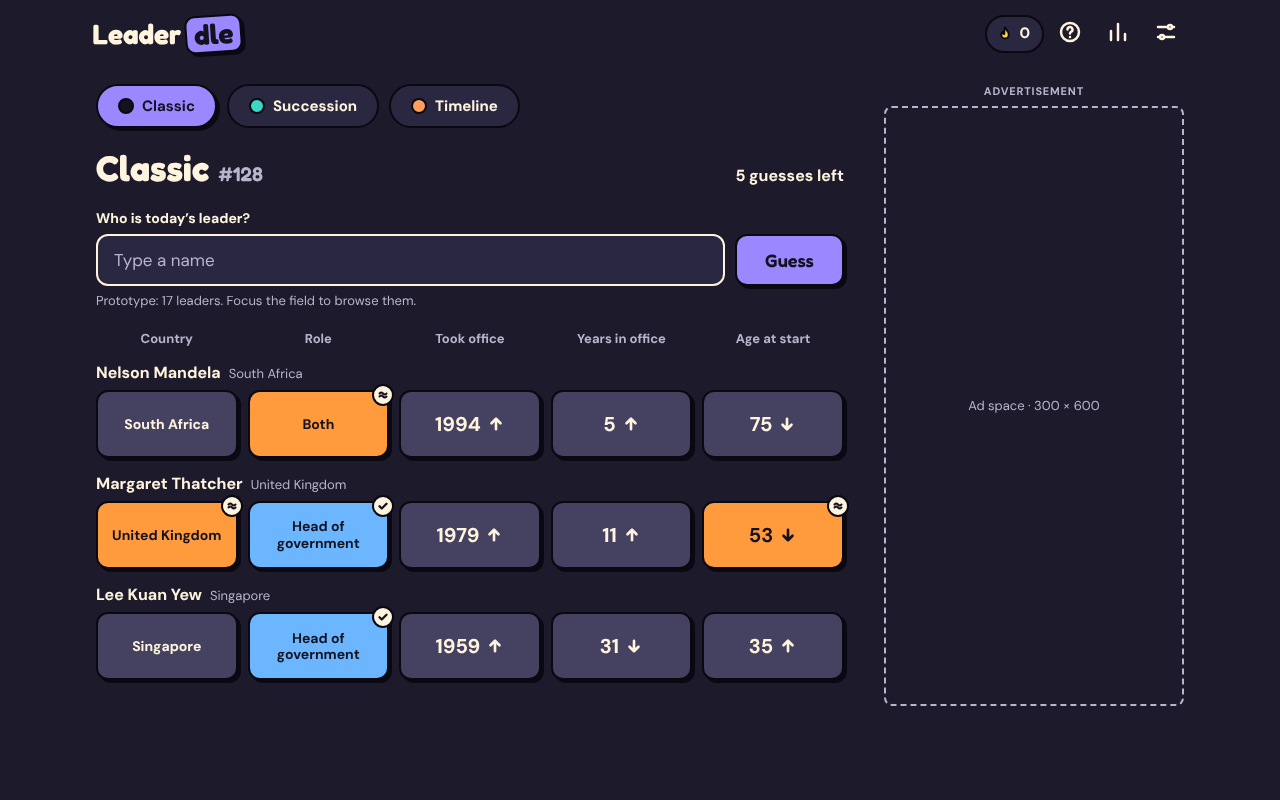 Leader dle
0
Classic
Succession
Timeline
ADVERTISEMENT
Classic #128
5 guesses left
Who is today’s leader?
Type a name
Guess
Prototype: 17 leaders. Focus the field to browse them.
Country
Role
Took office
Years in office
Age at start
Nelson Mandela South Africa
South Africa
Both
1994 ↑
5 ↑
75 ↓
Margaret Thatcher United Kingdom
United Kingdom
Head of
government
1979 ↑
11 ↑
53 ↓
Lee Kuan Yew Singapore
Singapore
Head of
government
1959 ↑
31 ↓
35 ↑
Ad space · 300 × 600